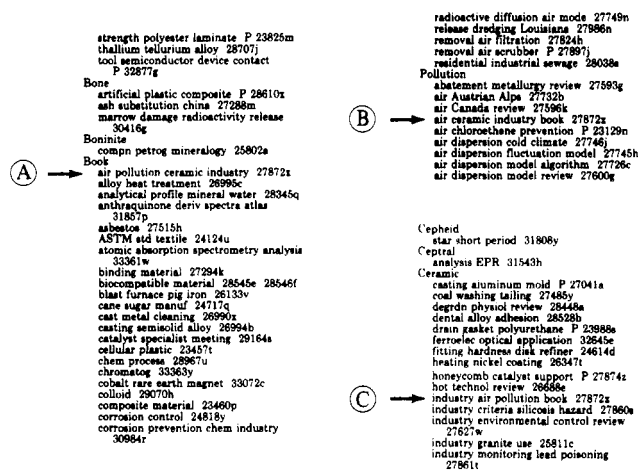 strength polyester laminate P 23825m
thallium tellurium alloy 28707j
tool semiconductor device contact
P 32877g
Bone
artificial plastic composite P 28610z
ash substitution china 27288m
marrow damage radioactivity release
30416g
Boninite
compn petrog mineralogy 25802a
Book
A
air pollution ceramic industry 27872z
alloy heat treatment 26995c
analytical profile mineral water 28345q
anthraquinone deriv spectra atlas
31857p
asbestos 27515h
ASTM std textile 24124u
atomic absorption spectrometry analysis
33361w
binding material 27294k
biocompatible material 28545e 28546f
blast furnace pig iron 26133v
cane sugar manuf 24717q
cast metal cleaning 26990x
casting semisolid alloy 26994b
catalyst specialist meeting 29164s
cellular plastic 23457t
chem process 28967u
chromatog 33363y
cobalt rare earth magnet 33072c
colloid 29070h
composite material 23460p
corrosion control 24818y
corrosion prevention chem industry
30984r
radioactive diffusion air mode 27749n
release dredging Louisiana 27986n
removal air filtration 27824h
removal air scrubber P 27897j
residential industrial sewage 28038s
Pollution
abatement metallurgy review 27593g
air Austrian Alps 27732b
air Canada review 27596k
B
air ceramic industry book 27872z
air chloroethene prevention P 23129n
air dispersion cold climate 27746j
air dispersion fluctuation model 27745h
air dispersion model algorithm 27726c
air dispersion model review 27600g
Cepheid
star short period 31808y
Ceptral
analysis EPR 31543h
Ceramic
casting aiuminum mold P 27041a
coal washing tailing 27485y
degrdn physiol review 28448a
dental alloy adhesion 28528b
drain gasket polyurethane P 23988s
ferroelec optical application 32645e
fitting hardness disk refiner 24614d
heating nickel coating 26347t
honeycomb catalyst support P 27874z
hot technol review 26688e
C
industry air pollution book 27872z
industry criteria silicosis hazard 27860s
industry environmental control review
27627w
industry granite use 25811c
industry monitoring lead poisoning
27861t